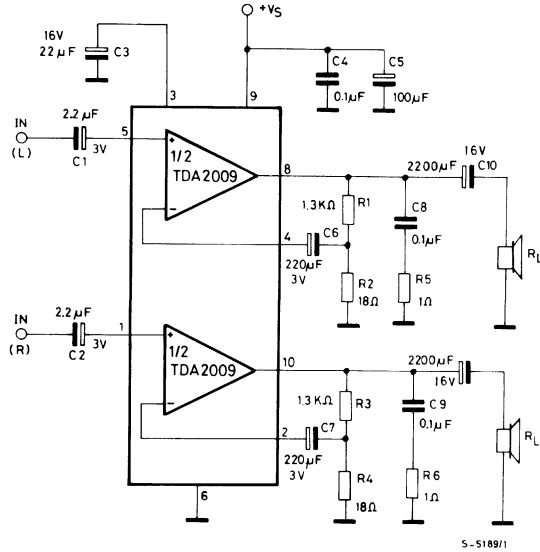 +VS
16V
22µF
C3
C4
0.1µF
C5
100µF
3
9
IN
(L)
2.2µF
3V
C1
5
+
1/2
TDA2009
−
8
4
C6
220µF
3V
1,3KΩ
R1
R2
18Ω
C8
0.1µF
R5
1Ω
16V
2200µF
C10
RL
IN
(R)
2.2µF
3V
C2
1
+
1/2
TDA2009
−
10
2
C7
220µF
3V
1,3KΩ
R3
R4
18Ω
C9
0.1µF
R6
1Ω
2200µF
16V
RL
6
S-5189/1